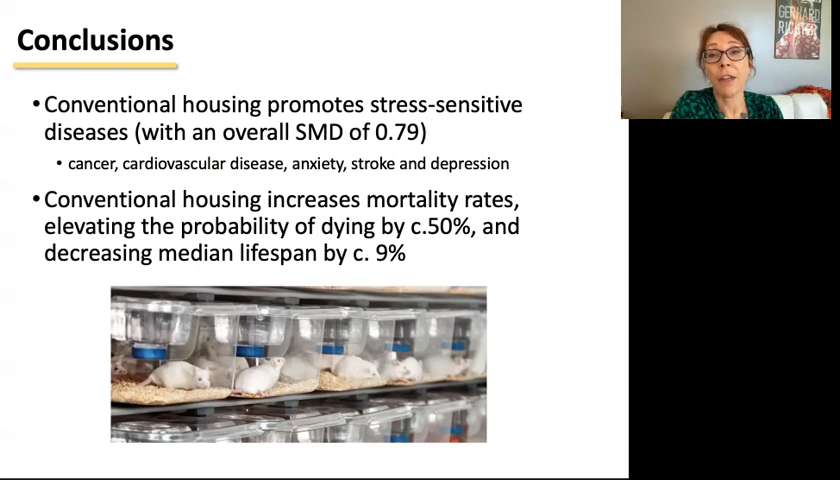 Conclusions
• Conventional housing promotes stress-sensitive
diseases (with an overall SMD of 0.79)
• cancer, cardiovascular disease, anxiety, stroke and depression
• Conventional housing increases mortality rates,
elevating the probability of dying by c.50%, and
decreasing median lifespan by c. 9%
GERHARD